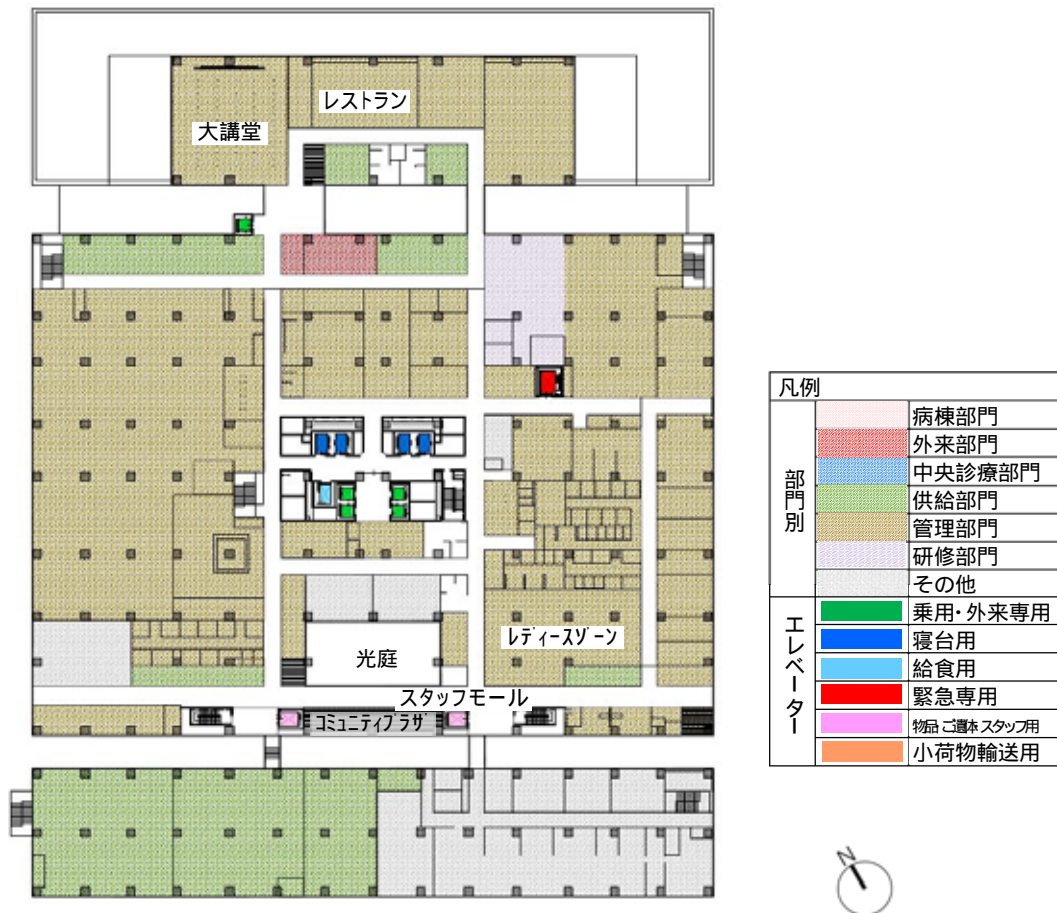 レストラン
大講堂
レディースゾーン
光庭
スタッフモール
コミュニティプラザ
凡例
部門別
病棟部門
外来部門
中央診療部門
供給部門
管理部門
研修部門
その他
エレベーター
乗用・外来専用
寝台用
給食用
緊急専用
物品 ご遺体 スタッフ用
小荷物輸送用
N